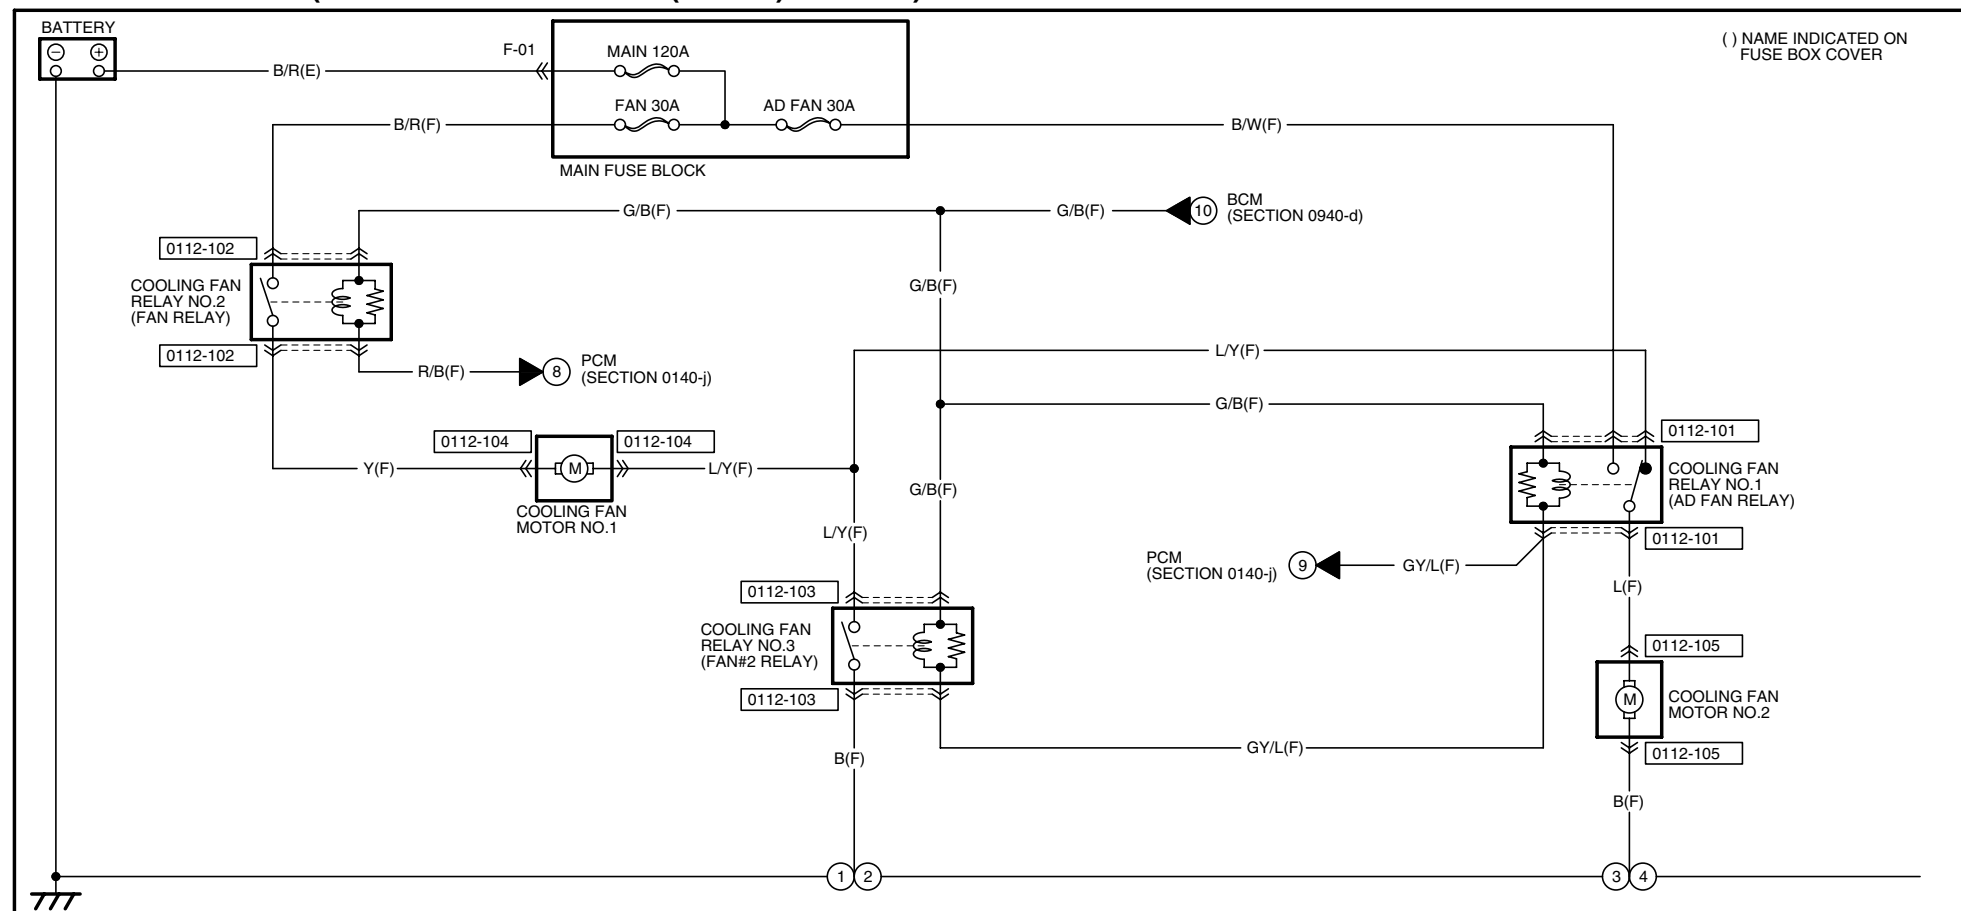 BATTERY
F-01
MAIN 120A
( ) NAME INDICATED ON
FUSE BOX COVER
B/R(E)
FAN 30A
AD FAN 30A
B/R(F)
B/W(F)
MAIN FUSE BLOCK
G/B(F)
G/B(F)
10
BCM
(SECTION 0940-d)
0112-102
COOLING FAN
RELAY NO.2
(FAN RELAY)
G/B(F)
0112-102
R/B(F)
8
PCM
(SECTION 0140-j)
L/Y(F)
G/B(F)
0112-104
0112-104
0112-101
Y(F)
M
L/Y(F)
COOLING FAN
MOTOR NO.1
G/B(F)
COOLING FAN
RELAY NO.1
(AD FAN RELAY)
L/Y(F)
0112-101
PCM
(SECTION 0140-j)
9
GY/L(F)
L(F)
0112-103
COOLING FAN
RELAY NO.3
(FAN#2 RELAY)
0112-105
0112-103
M
COOLING FAN
MOTOR NO.2
GY/L(F)
0112-105
B(F)
B(F)
1
2
3
4